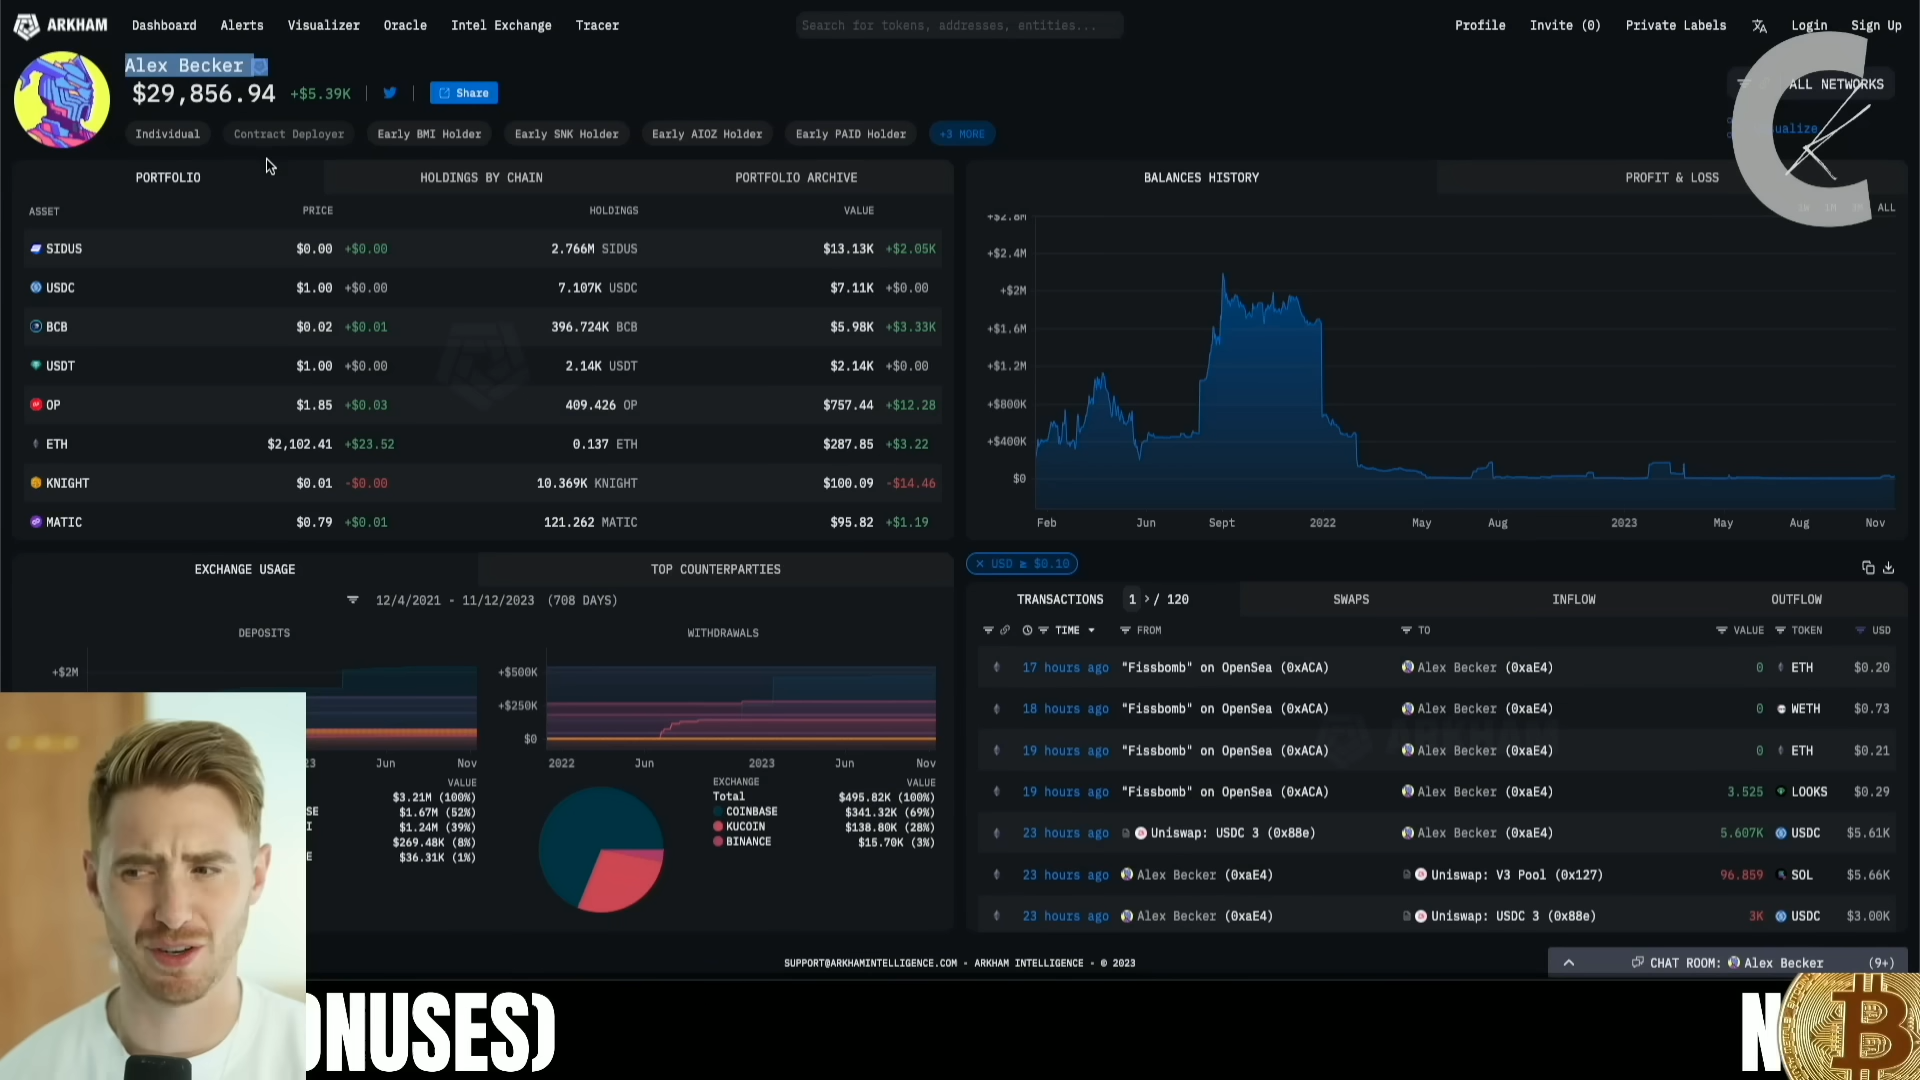 ARKHAM Dashboard Alerts Visualizer Oracle Intel Exchange Tracer Search for tokens, addresses, entities... Profile Invite (0) Private Labels Login Sign Up
Alex Becker
$29,856.94 +$5.39K Share
ALL NETWORKS
Individual Contract Deployer Early BMI Holder Early SNK Holder Early AIOZ Holder Early PAID Holder +3 MORE
PORTFOLIO HOLDINGS BY CHAIN PORTFOLIO ARCHIVE
ASSET PRICE HOLDINGS VALUE
SIDUS $0.00 +$0.00 2.766M SIDUS $13.13K +$2.05K
USDC $1.00 +$0.00 7.107K USDC $7.11K +$0.00
BCB $0.02 +$0.01 396.724K BCB $5.98K +$3.33K
USDT $1.00 +$0.00 2.14K USDT $2.14K +$0.00
OP $1.85 +$0.03 409.426 OP $757.44 +$12.28
ETH $2,102.41 +$23.52 0.137 ETH $287.85 +$3.22
KNIGHT $0.01 -$0.00 10.369K KNIGHT $100.09 -$14.46
MATIC $0.79 +$0.01 121.262 MATIC $95.82 +$1.19
BALANCES HISTORY PROFIT & LOSS
ALL
+$2.8M
+$2.4M
+$2M
+$1.6M
+$1.2M
+$800K
+$400K
$0
Feb Jun Sept 2022 May Aug 2023 May Aug Nov
EXCHANGE USAGE TOP COUNTERPARTIES
12/4/2021 - 11/12/2023 (708 DAYS)
DEPOSITS WITHDRAWALS
+$2M
Jun Nov
VALUE
$3.21M (100%)
$1.67M (52%)
$1.24M (39%)
$269.48K (8%)
$36.31K (1%)
+$500K
+$250K
$0
2022 Jun 2023 Jun Nov
EXCHANGE VALUE
Total $495.82K (100%)
COINBASE $341.32K (69%)
KUCOIN $138.80K (28%)
BINANCE $15.70K (3%)
× USD ≥ $0.10
TRANSACTIONS 1 > / 120 SWAPS INFLOW OUTFLOW
TIME FROM TO VALUE TOKEN USD
17 hours ago "Fissbomb" on OpenSea (0xACA) Alex Becker (0xaE4) 0 ETH $0.20
18 hours ago "Fissbomb" on OpenSea (0xACA) Alex Becker (0xaE4) 0 WETH $0.73
19 hours ago "Fissbomb" on OpenSea (0xACA) Alex Becker (0xaE4) 0 ETH $0.21
19 hours ago "Fissbomb" on OpenSea (0xACA) Alex Becker (0xaE4) 3.525 LOOKS $0.29
23 hours ago Uniswap: USDC 3 (0x88e) Alex Becker (0xaE4) 5.607K USDC $5.61K
23 hours ago Alex Becker (0xaE4) Uniswap: V3 Pool (0x127) 96.859 SOL $5.66K
23 hours ago Alex Becker (0xaE4) Uniswap: USDC 3 (0x88e) 3K USDC $3.00K
SUPPORT@ARKHAMINTELLIGENCE.COM - ARKHAM INTELLIGENCE - © 2023
CHAT ROOM: Alex Becker (9+)
ONUSES) N